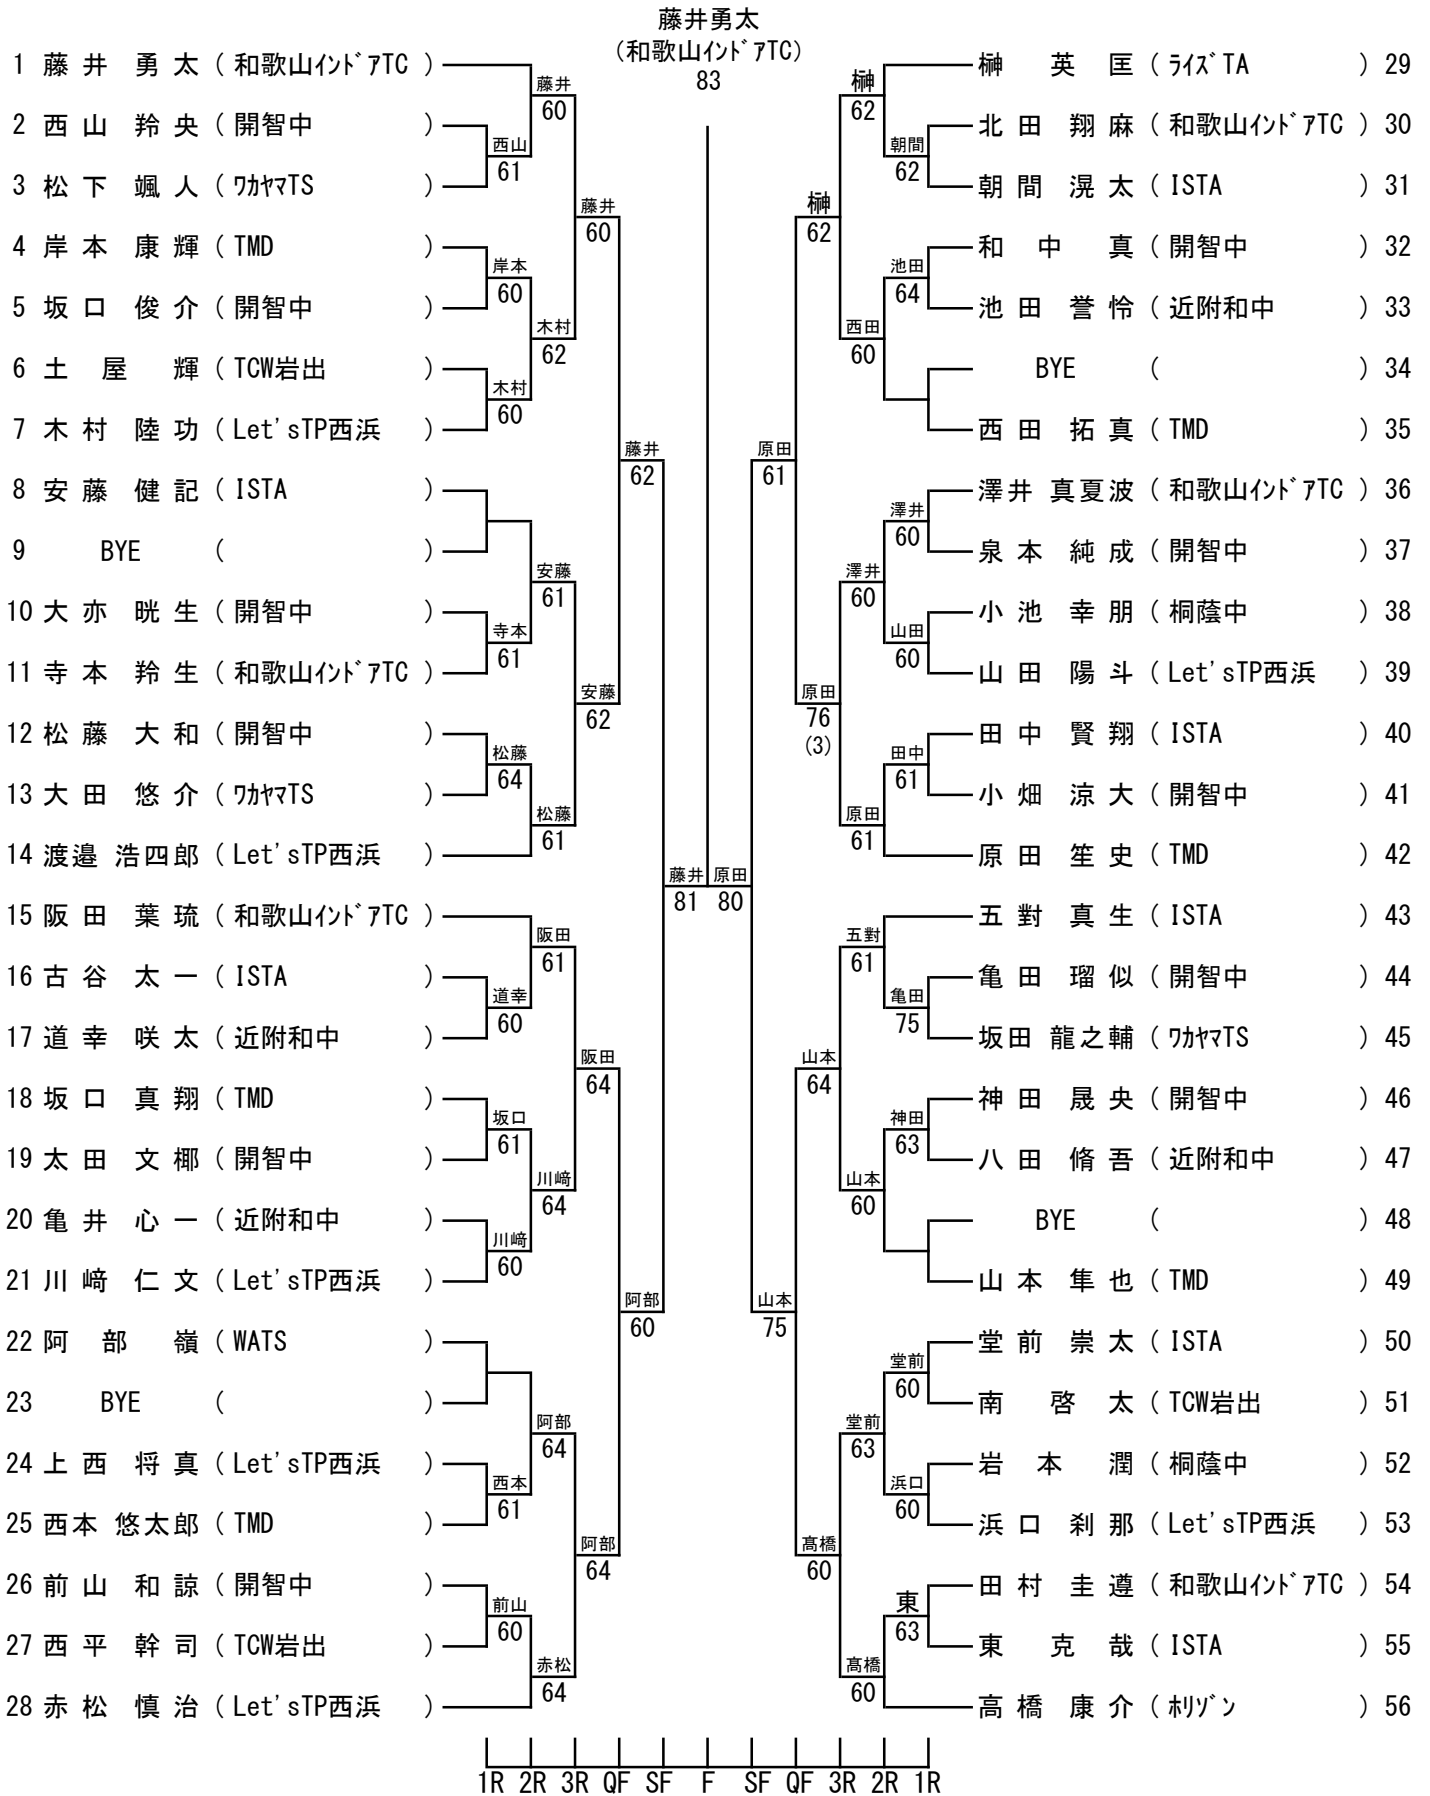 藤井勇太
(和歌山インドアTC)
83
1 藤井 勇太 ( 和歌山インドアTC )
2 西山 羚央 ( 開智中 )
3 松下 颯人 ( ワカヤマTS )
4 岸本 康輝 ( TMD )
5 坂口 俊介 ( 開智中 )
6 土屋 輝 ( TCW岩出 )
7 木村 陸功 ( Let'sTP西浜 )
8 安藤 健記 ( ISTA )
9 BYE ( )
10 大亦 晄生 ( 開智中 )
11 寺本 羚生 ( 和歌山インドアTC )
12 松藤 大和 ( 開智中 )
13 大田 悠介 ( ワカヤマTS )
14 渡邉 浩四郎 ( Let'sTP西浜 )
15 阪田 葉琉 ( 和歌山インドアTC )
16 古谷 太一 ( ISTA )
17 道幸 咲太 ( 近附和中 )
18 坂口 真翔 ( TMD )
19 太田 文椰 ( 開智中 )
20 亀井 心一 ( 近附和中 )
21 川﨑 仁文 ( Let'sTP西浜 )
22 阿部 嶺 ( WATS )
23 BYE ( )
24 上西 将真 ( Let'sTP西浜 )
25 西本 悠太郎 ( TMD )
26 前山 和諒 ( 開智中 )
27 西平 幹司 ( TCW岩出 )
28 赤松 慎治 ( Let'sTP西浜 )
西山
61
岸本
60
木村
60
寺本
61
松藤
64
道幸
60
坂口
61
川﨑
60
西本
61
前山
60
藤井
60
木村
62
安藤
61
松藤
61
阪田
61
川﨑
64
阿部
64
赤松
64
藤井
60
安藤
62
阪田
64
阿部
64
藤井
62
阿部
60
藤井
81
原田
80
原田
61
山本
75
榊
62
原田
76
(3)
山本
64
髙橋
60
榊
62
西田
60
澤井
60
原田
61
五對
61
山本
60
堂前
63
髙橋
60
朝間
62
池田
64
澤井
60
山田
60
田中
61
亀田
75
神田
63
堂前
60
浜口
60
東
63
榊 英匡 ( ライズTA ) 29
北田 翔麻 ( 和歌山インドアTC ) 30
朝間 滉太 ( ISTA ) 31
和中 真 ( 開智中 ) 32
池田 誉怜 ( 近附和中 ) 33
BYE ( ) 34
西田 拓真 ( TMD ) 35
澤井 真夏波 ( 和歌山インドアTC ) 36
泉本 純成 ( 開智中 ) 37
小池 幸朋 ( 桐蔭中 ) 38
山田 陽斗 ( Let'sTP西浜 ) 39
田中 賢翔 ( ISTA ) 40
小畑 涼大 ( 開智中 ) 41
原田 笙史 ( TMD ) 42
五對 真生 ( ISTA ) 43
亀田 瑠似 ( 開智中 ) 44
坂田 龍之輔 ( ワカヤマTS ) 45
神田 晟央 ( 開智中 ) 46
八田 脩吾 ( 近附和中 ) 47
BYE ( ) 48
山本 隼也 ( TMD ) 49
堂前 崇太 ( ISTA ) 50
南 啓太 ( TCW岩出 ) 51
岩本 潤 ( 桐蔭中 ) 52
浜口 刹那 ( Let'sTP西浜 ) 53
田村 圭遵 ( 和歌山インドアTC ) 54
東 克哉 ( ISTA ) 55
高橋 康介 ( ホリゾン ) 56
1R 2R 3R QF SF F SF QF 3R 2R 1R